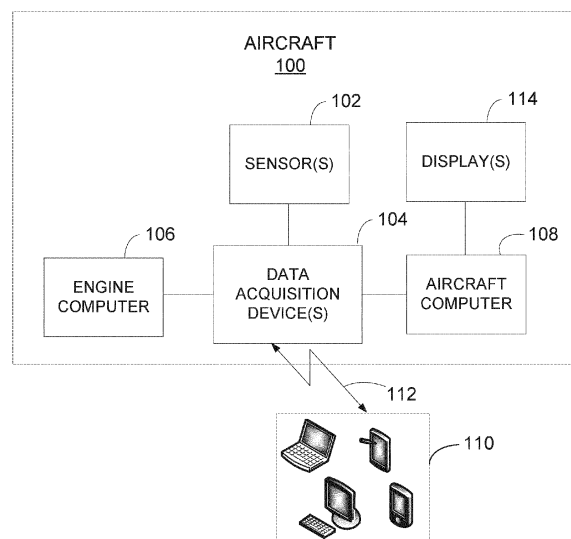 AIRCRAFT
100
102
114
SENSOR(S)
DISPLAY(S)
104
106
108
ENGINE
COMPUTER
DATA
ACQUISITION
DEVICE(S)
AIRCRAFT
COMPUTER
112
110